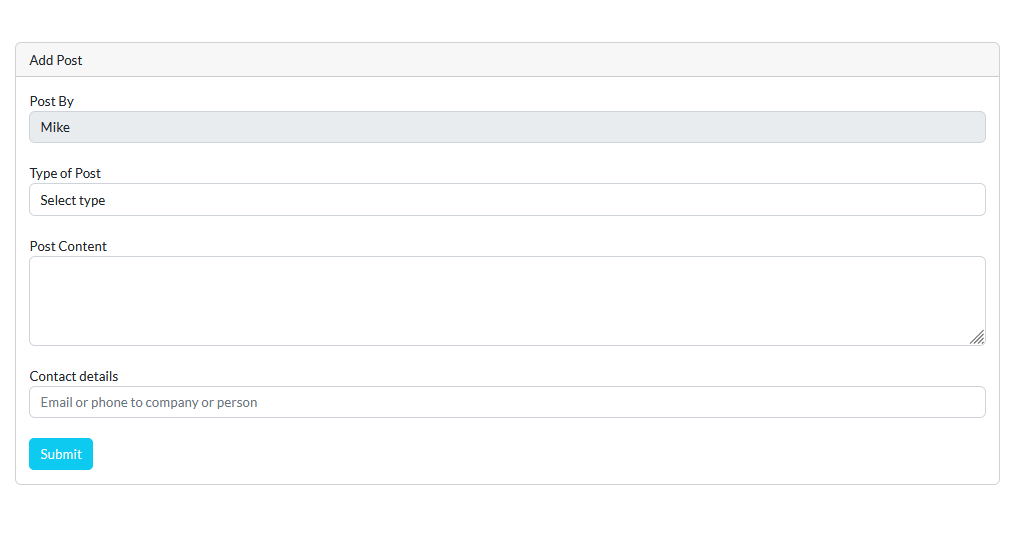 Add Post
Post By
Mike
Type of Post
Select type
Post Content
Contact details
Email or phone to company or person
Submit